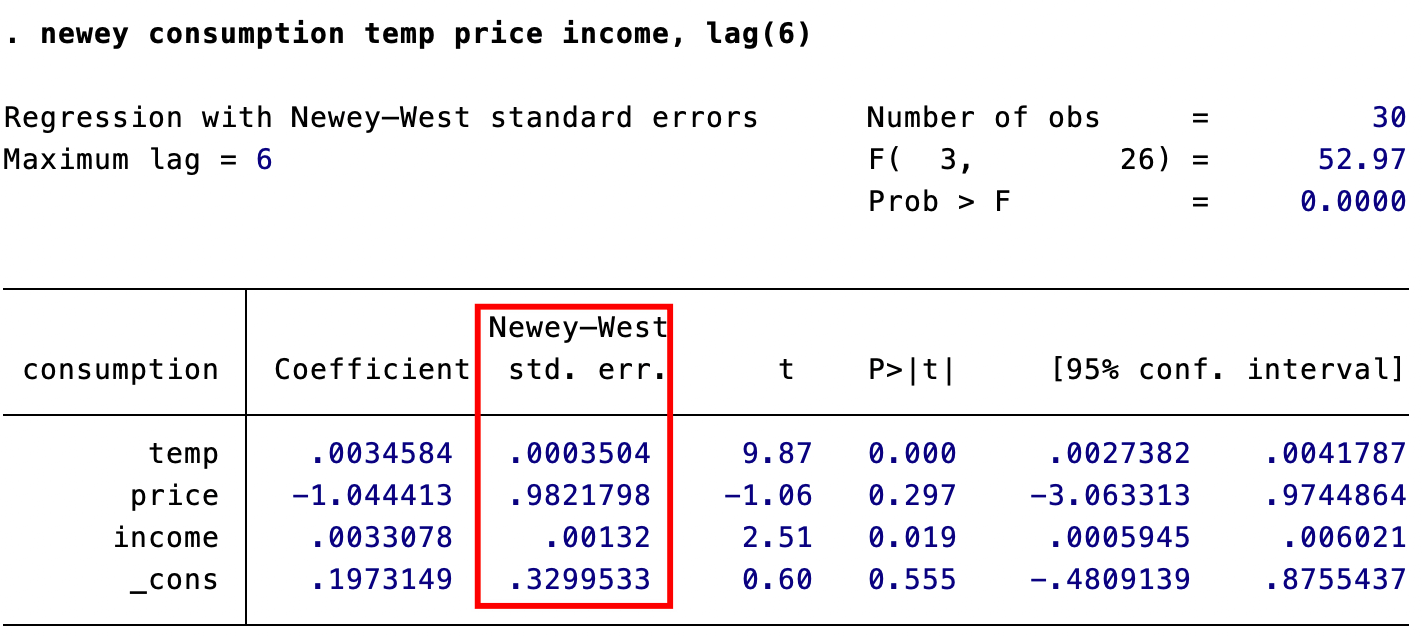 . newey consumption temp price income, lag(6)
Regression with Newey–West standard errors Number of obs = 30
Maximum lag = 6 F( 3, 26) = 52.97
Prob > F = 0.0000
Newey–West
consumption Coefficient std. err. t P>|t| [95% conf. interval]
temp .0034584 .0003504 9.87 0.000 .0027382 .0041787
price −1.044413 .9821798 −1.06 0.297 −3.063313 .9744864
income .0033078 .00132 2.51 0.019 .0005945 .006021
_cons .1973149 .3299533 0.60 0.555 −.4809139 .8755437